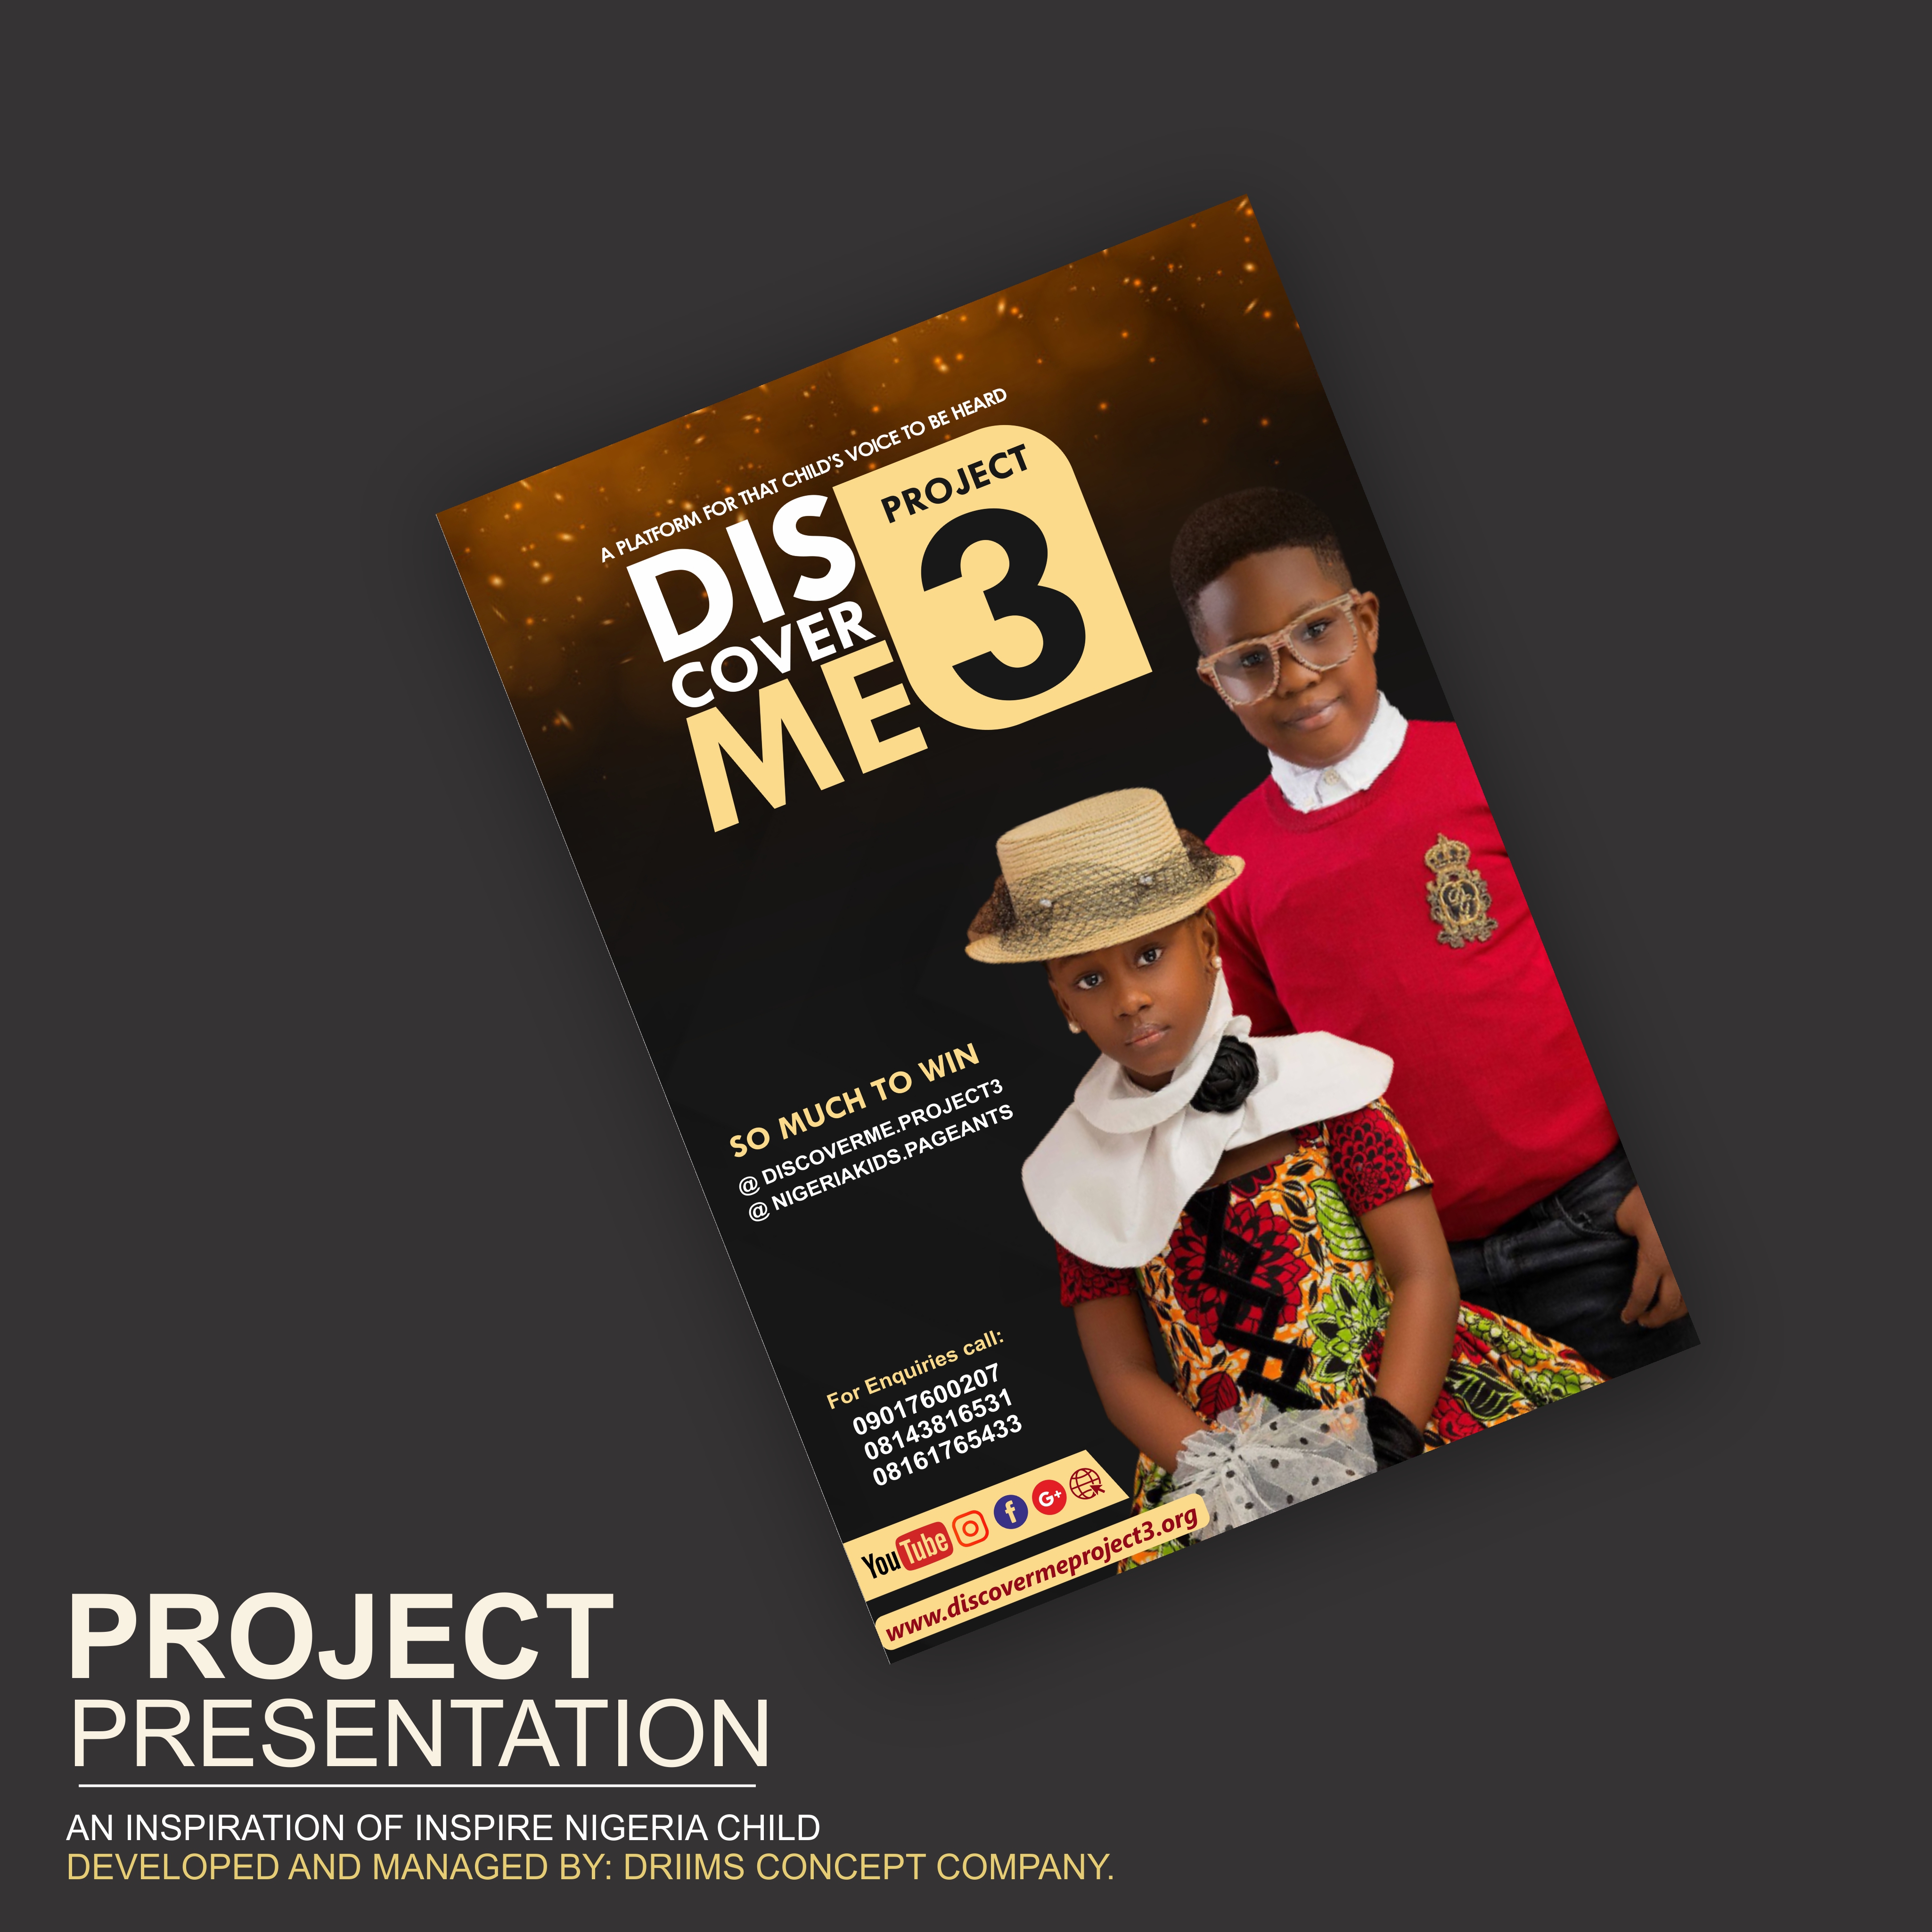 A PLATFORM FOR THAT CHILD'S VOICE TO BE HEARD
DIS
COVER
ME
PROJECT
3
SO MUCH TO WIN
@ DISCOVERME.PROJECT3
@ NIGERIAKIDS.PAGEANTS
For Enquiries call:
09017600207
08143816531
08161765433
YouTube f G+
www.discovermeproject3.org
PROJECT
PRESENTATION
AN INSPIRATION OF INSPIRE NIGERIA CHILD
DEVELOPED AND MANAGED BY: DRIIMS CONCEPT COMPANY.